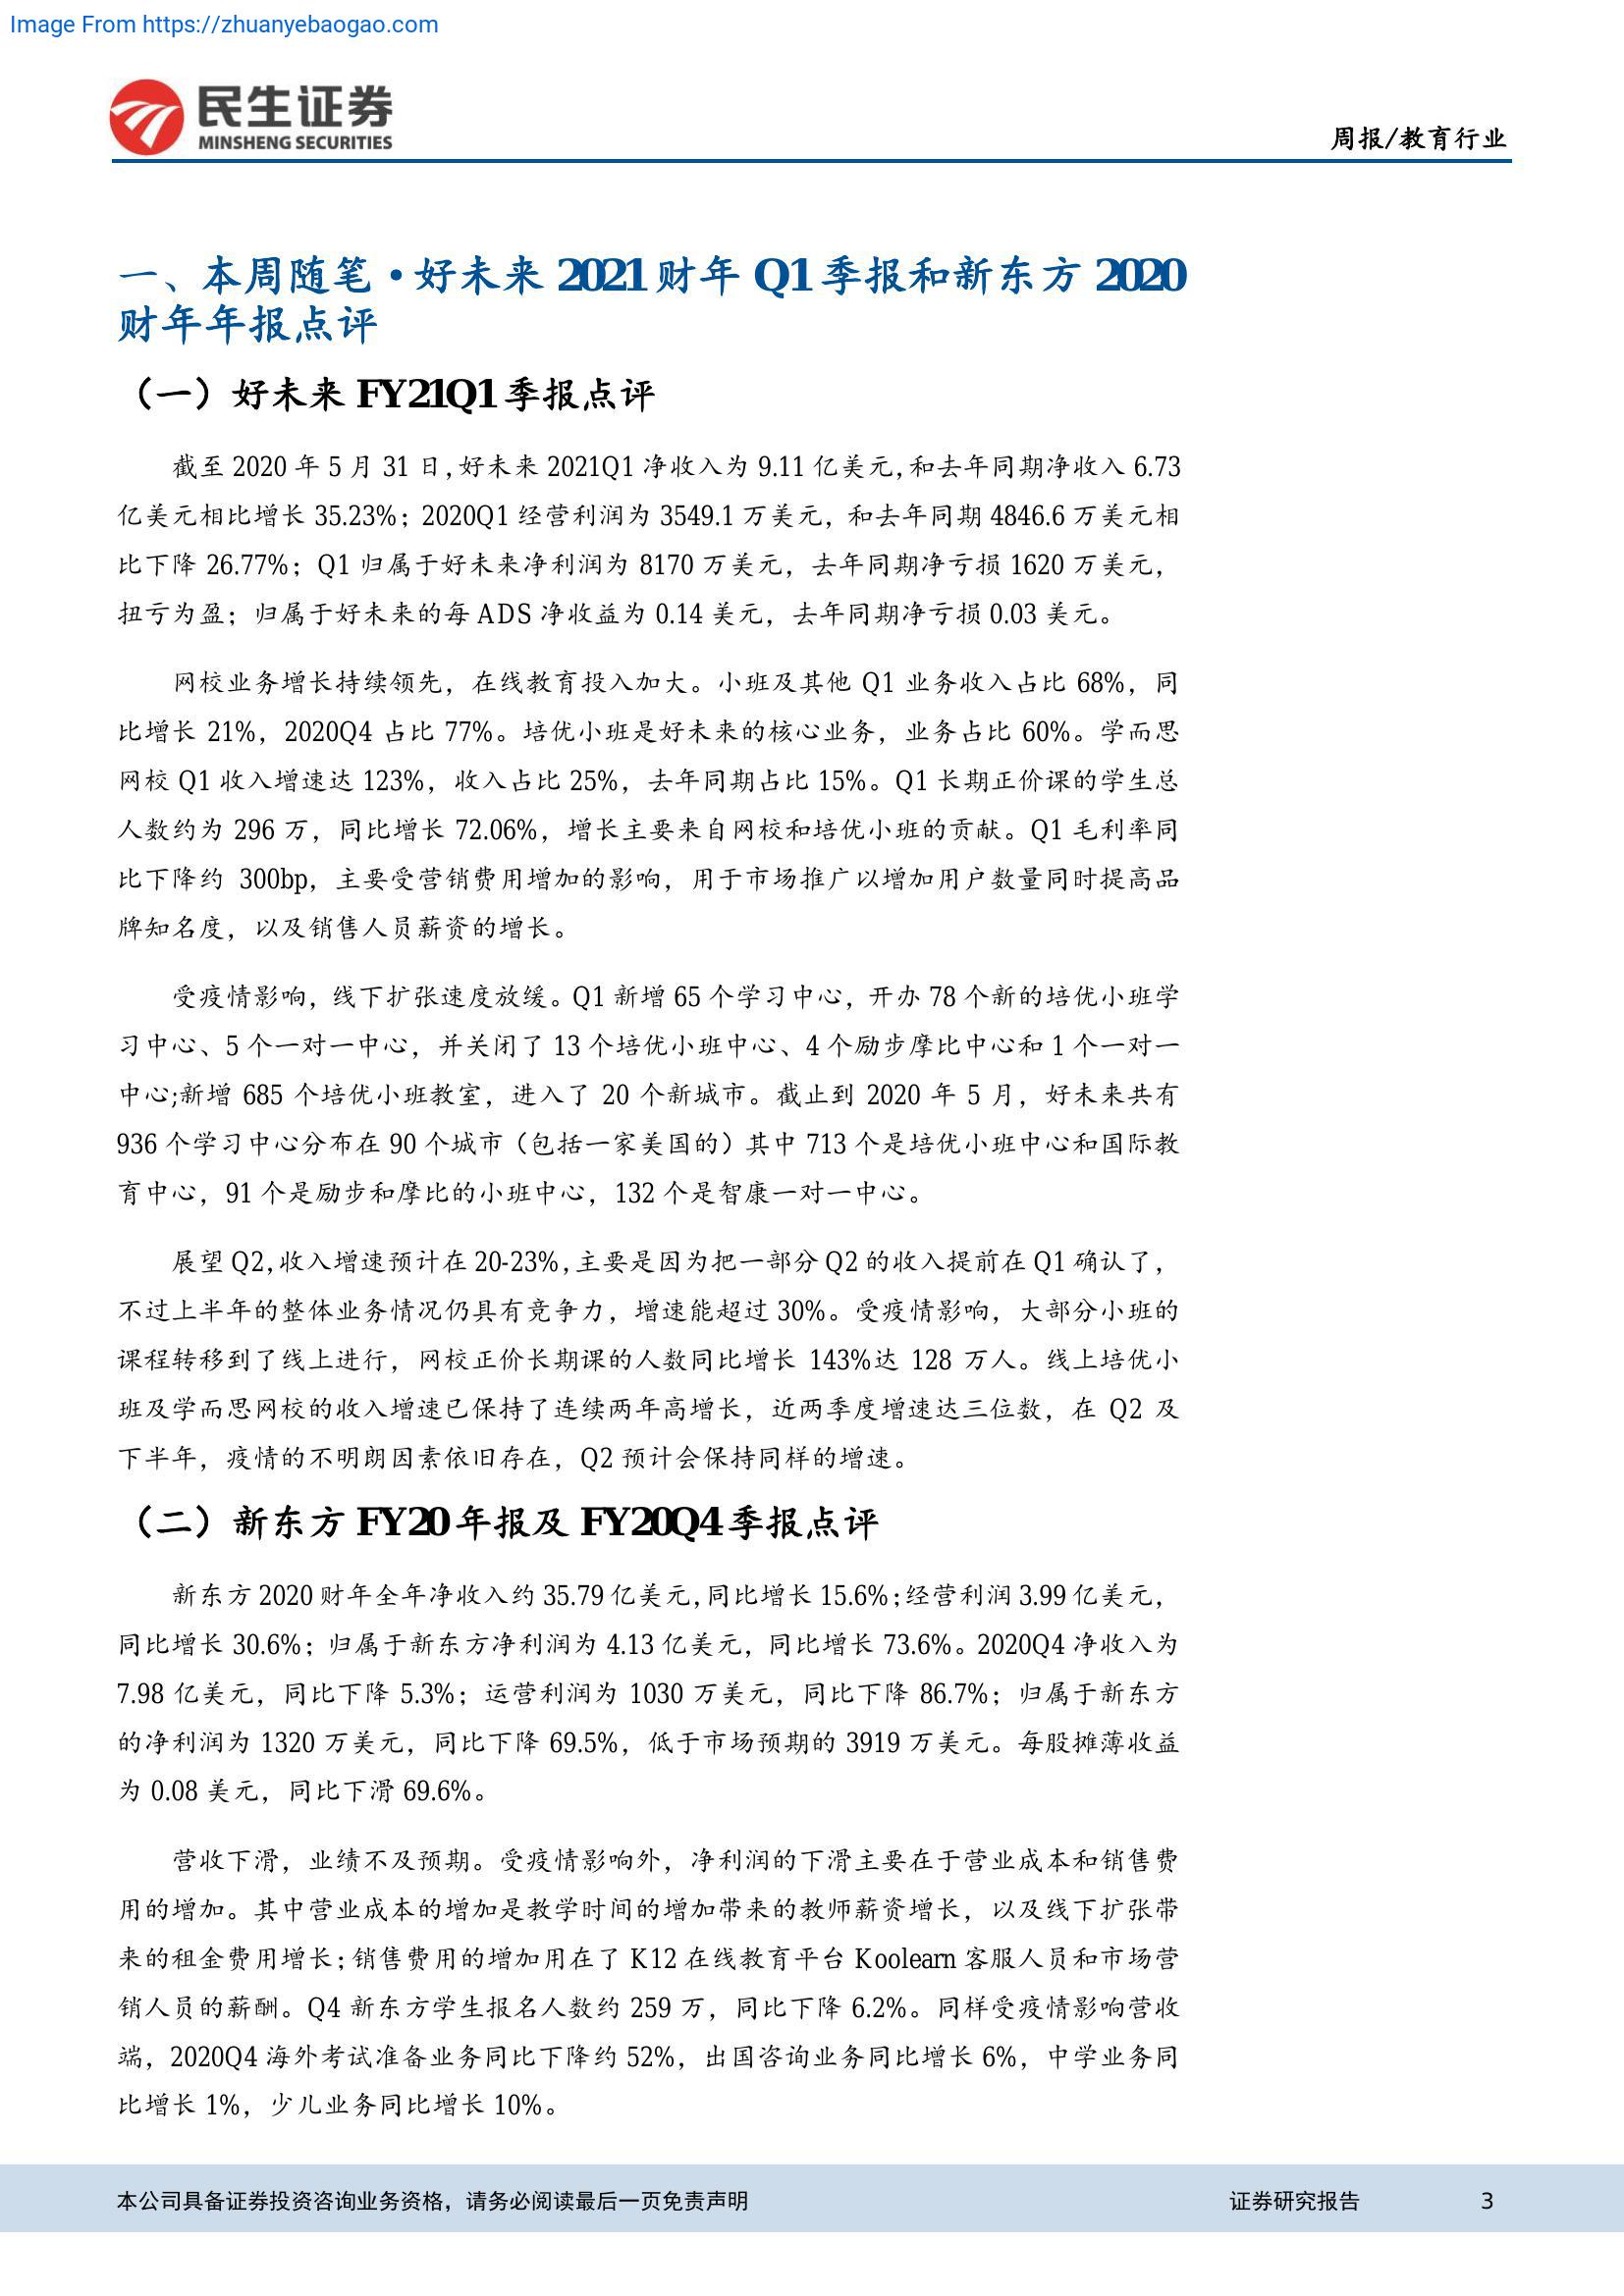 Image From https://zhuanyebaogao.com
民生证券
MINSHENG SECURITIES
周报/教育行业
一、本周随笔·好未来 2021 财年 Q1 季报和新东方 2020
财年年报点评
（一）好未来 FY21Q1 季报点评
截至 2020 年 5 月 31 日，好未来 2021Q1 净收入为 9.11 亿美元，和去年同期净收入 6.73
亿美元相比增长 35.23%；2020Q1 经营利润为 3549.1 万美元，和去年同期 4846.6 万美元相
比下降 26.77%；Q1 归属于好未来净利润为 8170 万美元，去年同期净亏损 1620 万美元，
扭亏为盈；归属于好未来的每 ADS 净收益为 0.14 美元，去年同期净亏损 0.03 美元。
网校业务增长持续领先，在线教育投入加大。小班及其他 Q1 业务收入占比 68%，同
比增长 21%，2020Q4 占比 77%。培优小班是好未来的核心业务，业务占比 60%。学而思
网校 Q1 收入增速达 123%，收入占比 25%，去年同期占比 15%。Q1 长期正价课的学生总
人数约为 296 万，同比增长 72.06%，增长主要来自网校和培优小班的贡献。Q1 毛利率同
比下降约 300bp，主要受营销费用增加的影响，用于市场推广以增加用户数量同时提高品
牌知名度，以及销售人员薪资的增长。
受疫情影响，线下扩张速度放缓。Q1 新增 65 个学习中心，开办 78 个新的培优小班学
习中心、5 个一对一中心，并关闭了 13 个培优小班中心、4 个励步摩比中心和 1 个一对一
中心;新增 685 个培优小班教室，进入了 20 个新城市。截止到 2020 年 5 月，好未来共有
936 个学习中心分布在 90 个城市（包括一家美国的）其中 713 个是培优小班中心和国际教
育中心，91 个是励步和摩比的小班中心，132 个是智康一对一中心。
展望 Q2，收入增速预计在 20-23%，主要是因为把一部分 Q2 的收入提前在 Q1 确认了，
不过上半年的整体业务情况仍具有竞争力，增速能超过 30%。受疫情影响，大部分小班的
课程转移到了线上进行，网校正价长期课的人数同比增长 143%达 128 万人。线上培优小
班及学而思网校的收入增速已保持了连续两年高增长，近两季度增速达三位数，在 Q2 及
下半年，疫情的不明朗因素依旧存在，Q2 预计会保持同样的增速。
（二）新东方 FY20 年报及 FY20Q4 季报点评
新东方 2020 财年全年净收入约 35.79 亿美元，同比增长 15.6%；经营利润 3.99 亿美元，
同比增长 30.6%；归属于新东方净利润为 4.13 亿美元，同比增长 73.6%。2020Q4 净收入为
7.98 亿美元，同比下降 5.3%；运营利润为 1030 万美元，同比下降 86.7%；归属于新东方
的净利润为 1320 万美元，同比下降 69.5%，低于市场预期的 3919 万美元。每股摊薄收益
为 0.08 美元，同比下滑 69.6%。
营收下滑，业绩不及预期。受疫情影响外，净利润的下滑主要在于营业成本和销售费
用的增加。其中营业成本的增加是教学时间的增加带来的教师薪资增长，以及线下扩张带
来的租金费用增长；销售费用的增加用在了 K12 在线教育平台 Koolearn 客服人员和市场营
销人员的薪酬。Q4 新东方学生报名人数约 259 万，同比下降 6.2%。同样受疫情影响营收
端，2020Q4 海外考试准备业务同比下降约 52%，出国咨询业务同比增长 6%，中学业务同
比增长 1%，少儿业务同比增长 10%。
本公司具备证券投资咨询业务资格，请务必阅读最后一页免责声明
证券研究报告
3